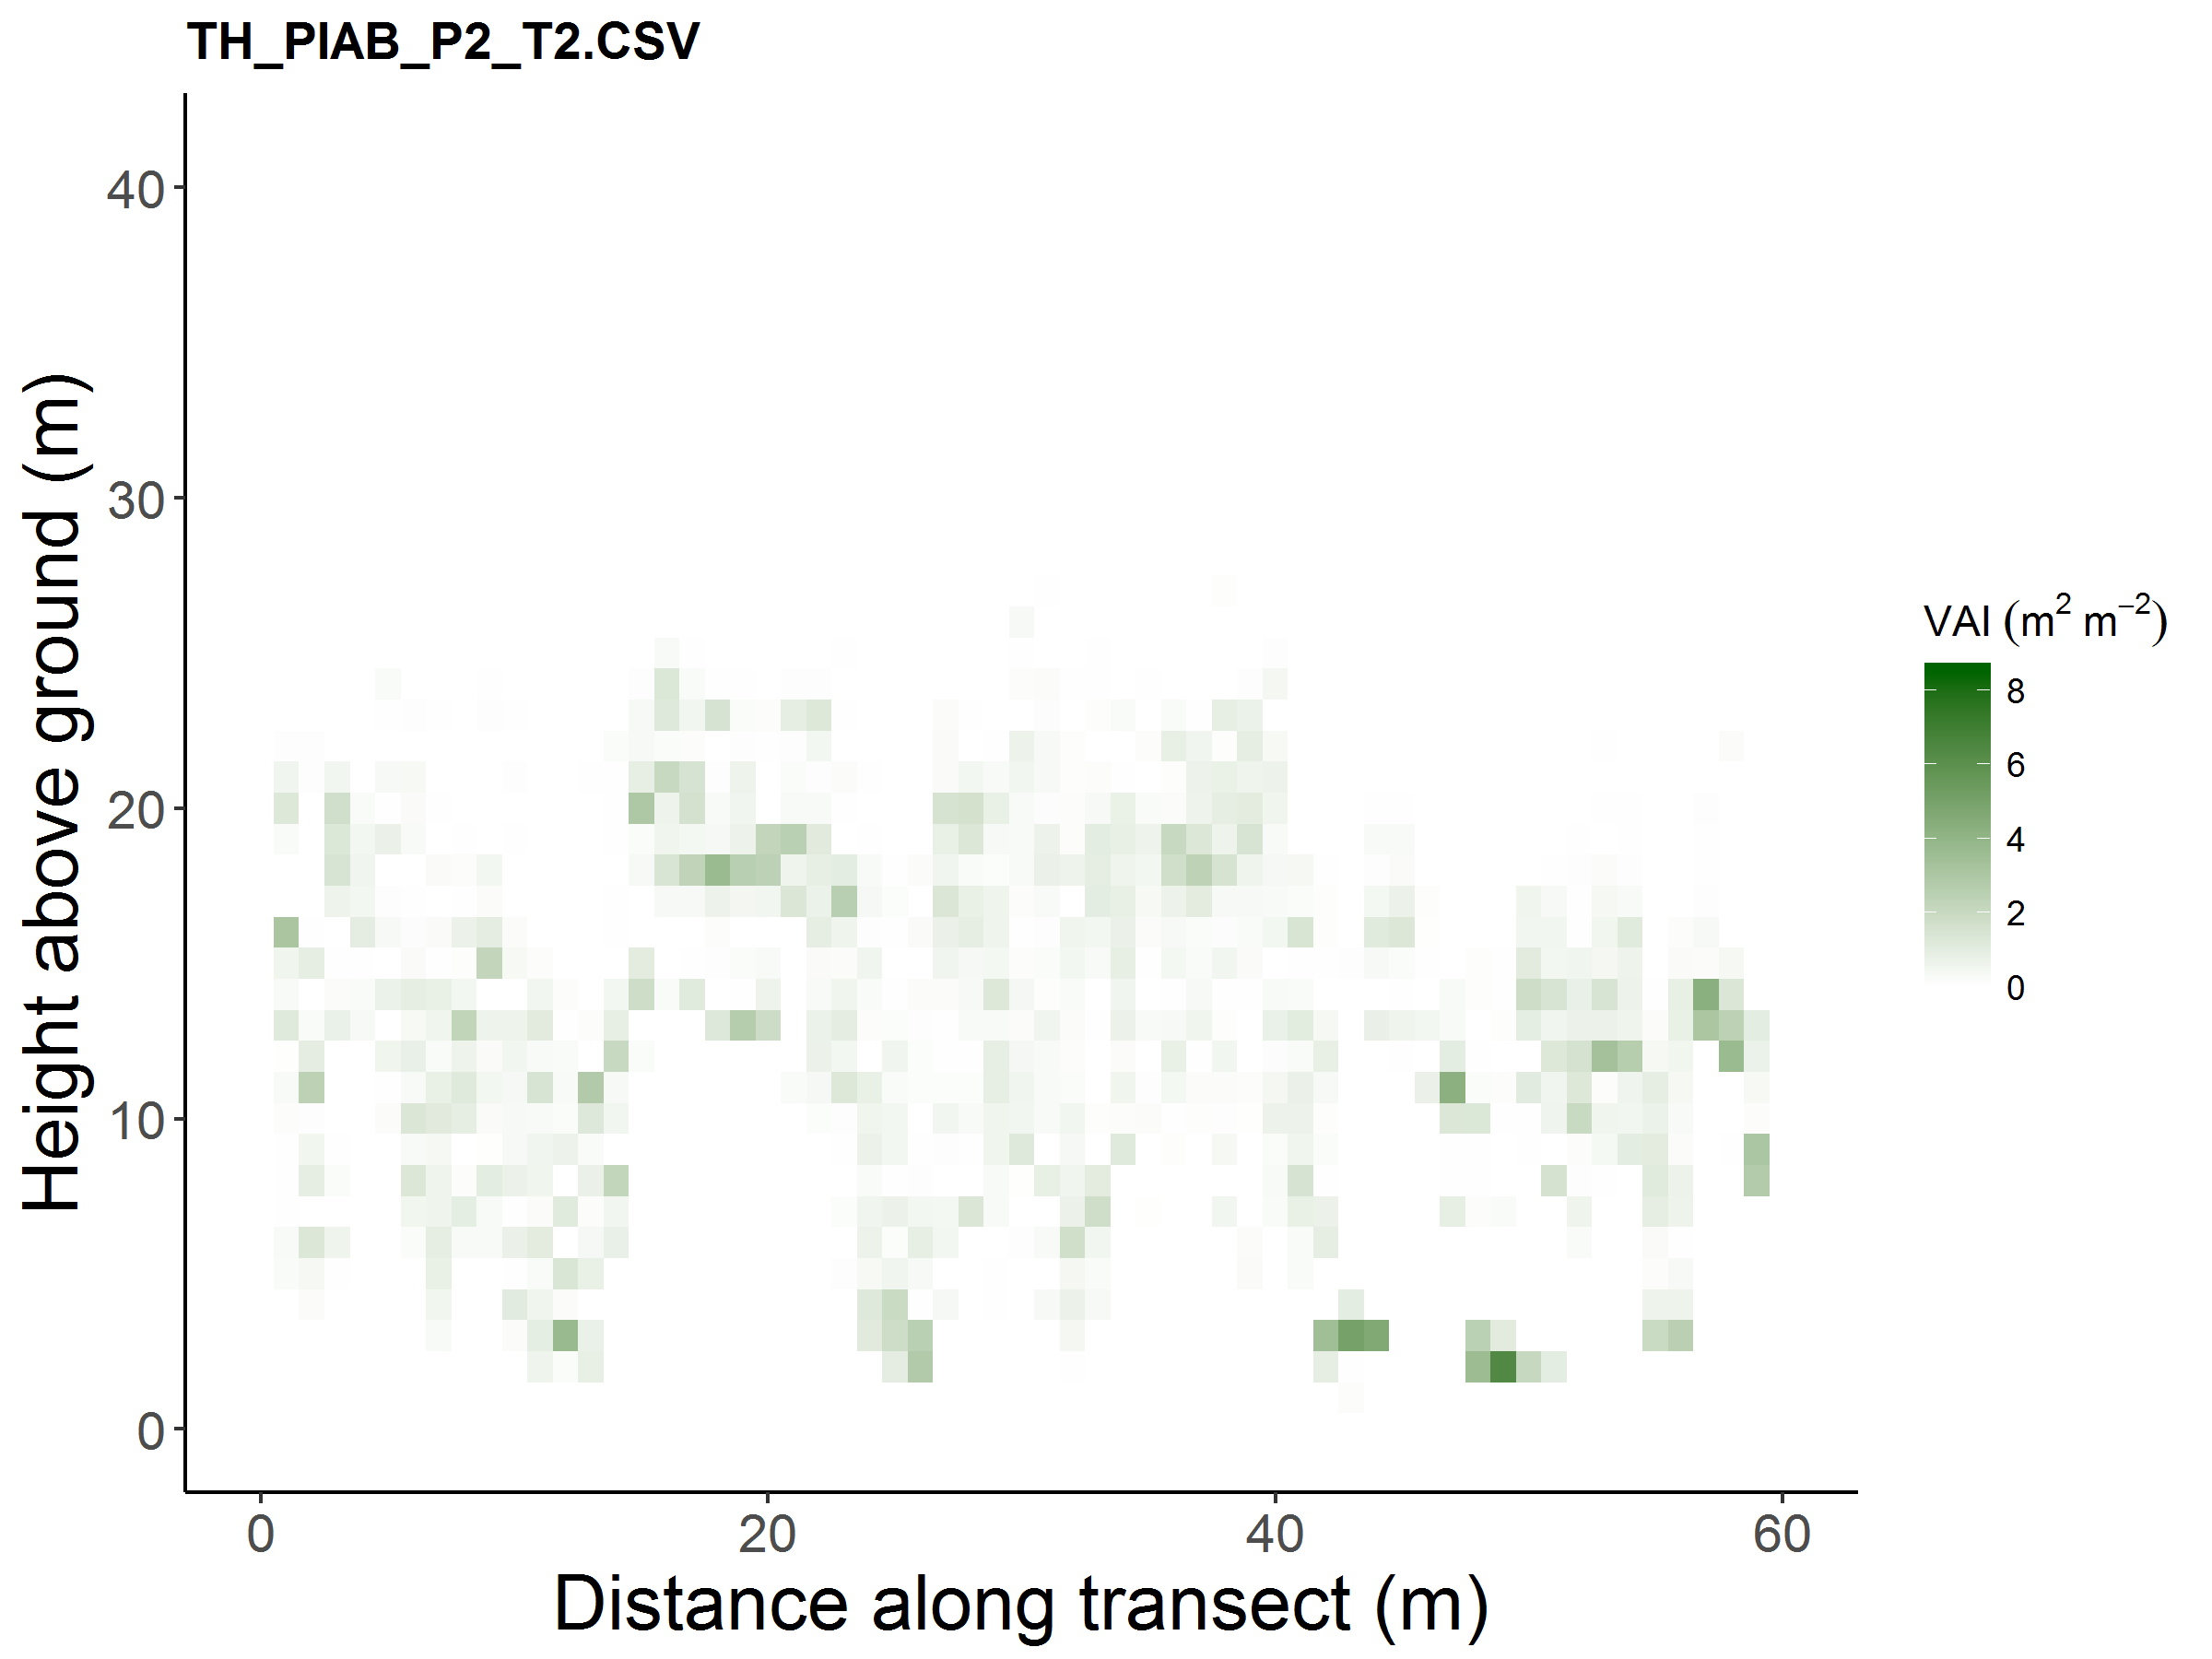 TH_PIAB_P2_T2.CSV
Height above ground (m)
40
30
20
10
0
0 20 40 60
Distance along transect (m)
VAI (m² m⁻²)
8
6
4
2
0